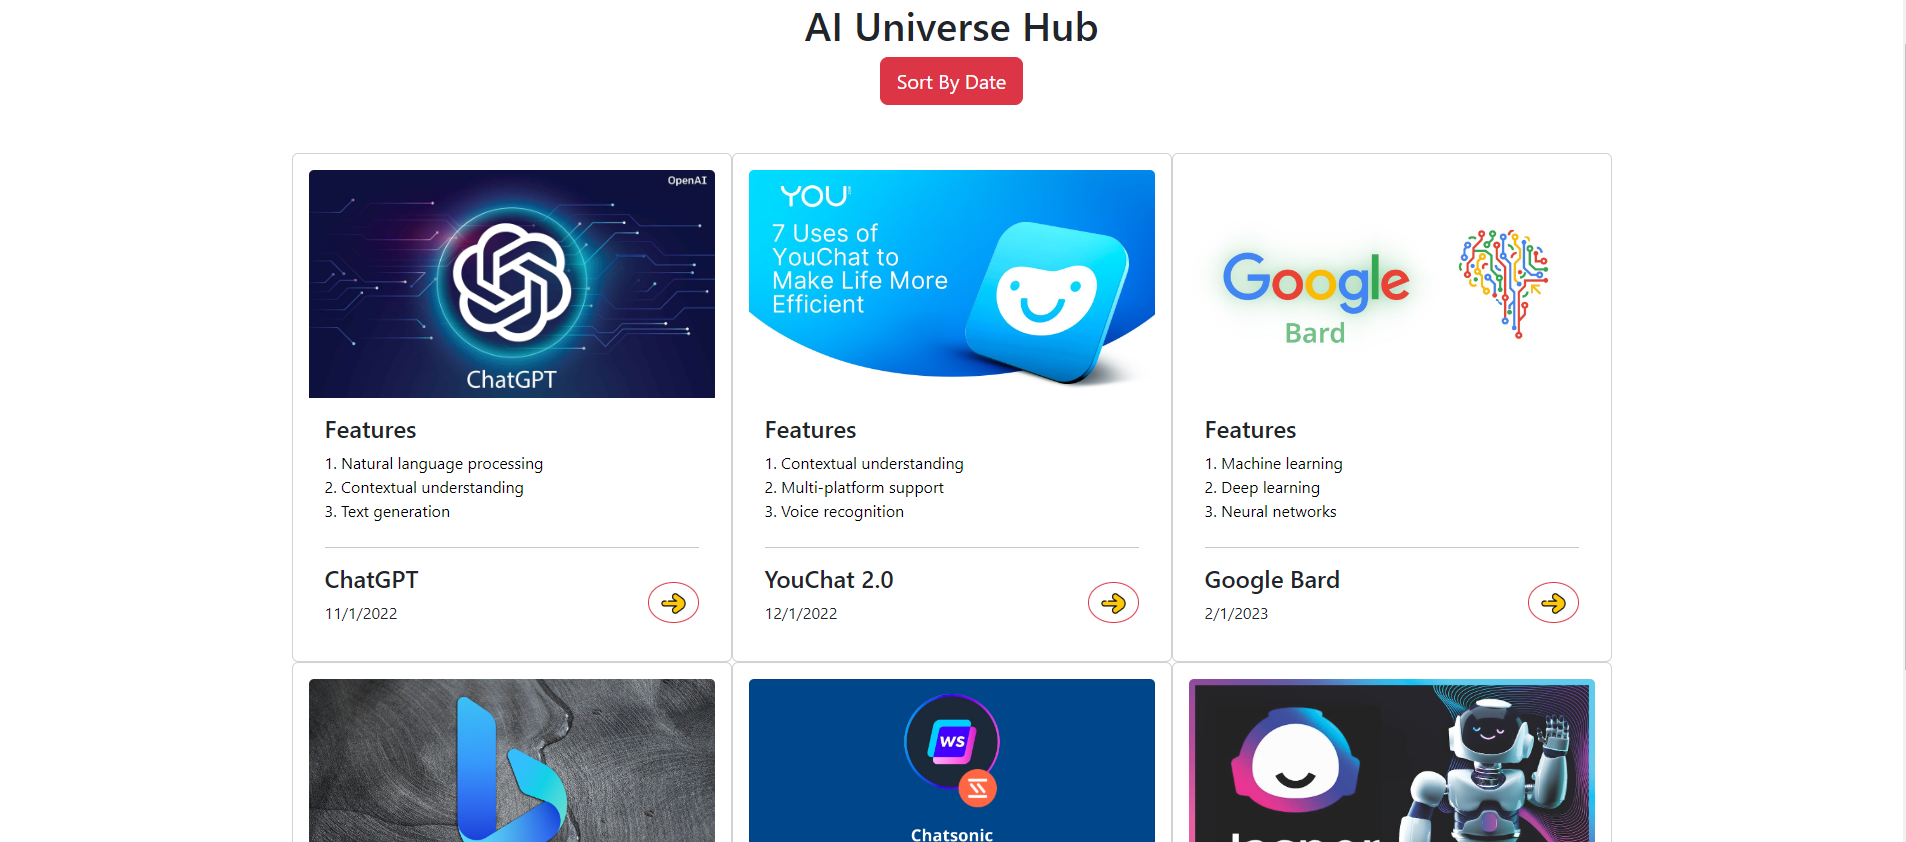 AI Universe Hub
Sort By Date
OpenAI
ChatGPT
Features
1. Natural language processing
2. Contextual understanding
3. Text generation
ChatGPT
11/1/2022
YOU
7 Uses of
YouChat to
Make Life More
Efficient
Features
1. Contextual understanding
2. Multi-platform support
3. Voice recognition
YouChat 2.0
12/1/2022
Google
Bard
Features
1. Machine learning
2. Deep learning
3. Neural networks
Google Bard
2/1/2023
WS
Chatsonic
Jasper